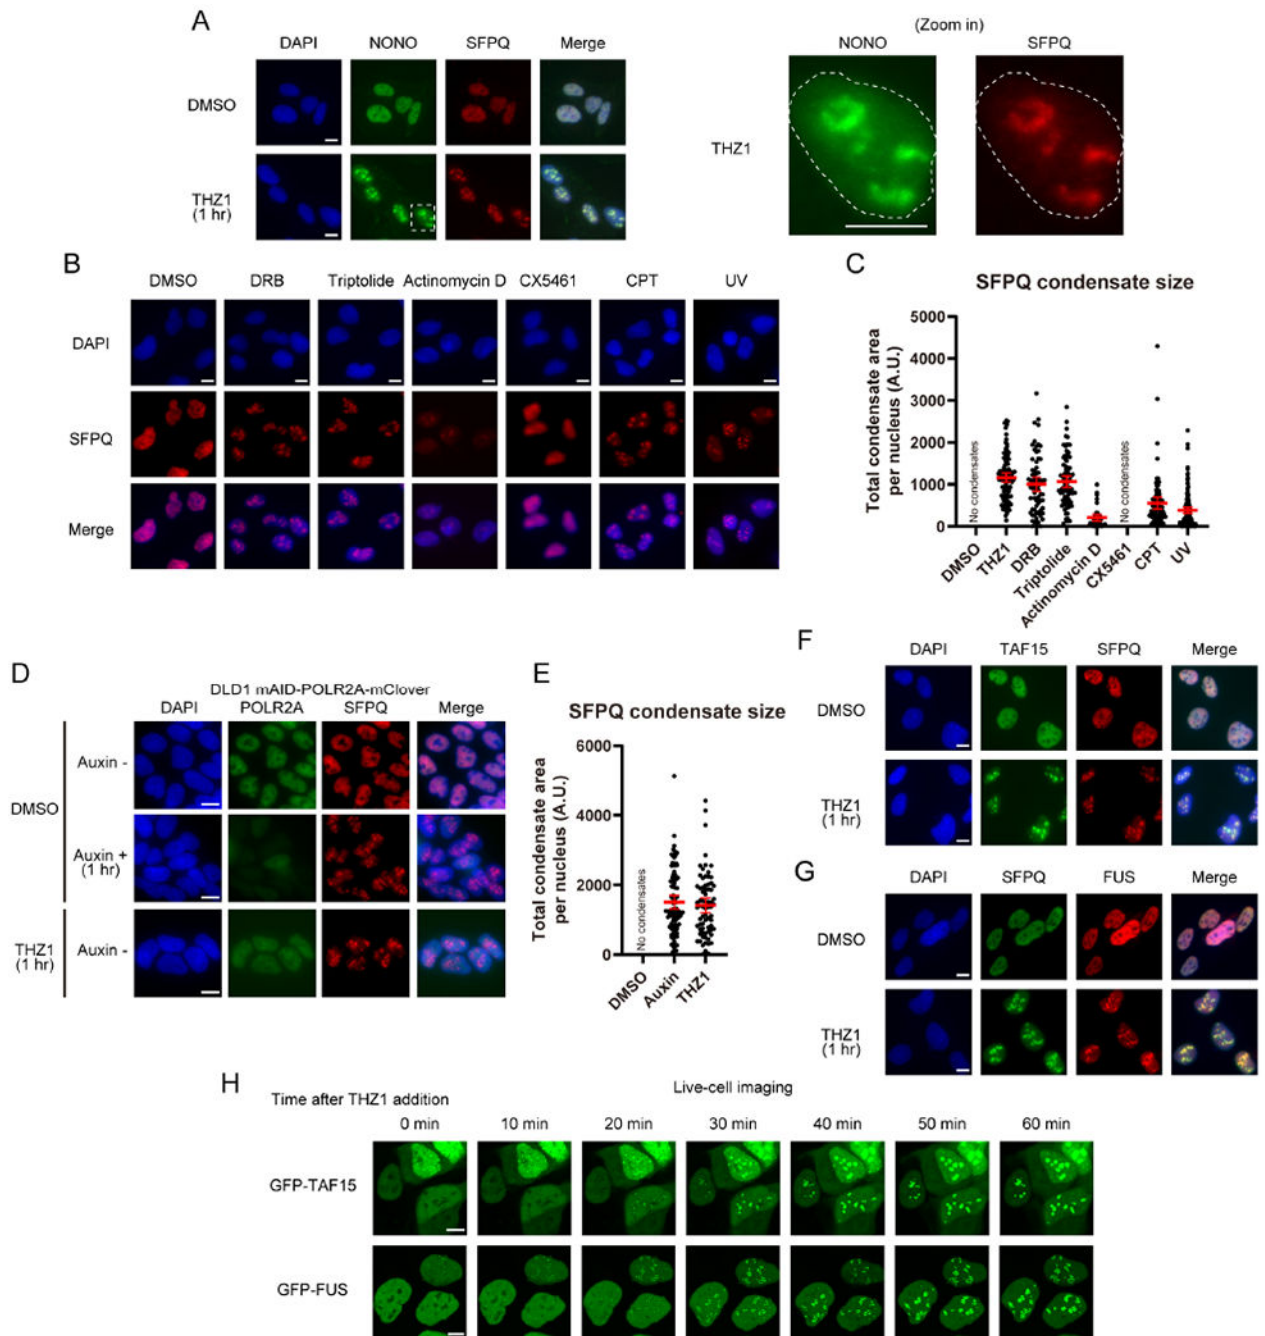 A
(Zoom in)
DAPI NONO SFPQ Merge
NONO SFPQ
DMSO
THZ1
(1 hr)
THZ1
B
DMSO DRB Triptolide Actinomycin D CX5461 CPT UV
DAPI
SFPQ
Merge
C
SFPQ condensate size
Total condensate area
per nucleus (A.U.)
5000
4000
3000
2000
1000
0
No condensates
No condensates
DMSO
THZ1
DRB
Triptolide
Actinomycin D
CX5461
CPT
UV
D
DLD1 mAID-POLR2A-mClover
DAPI POLR2A SFPQ Merge
DMSO
Auxin -
Auxin +
(1 hr)
THZ1
(1 hr)
Auxin -
E
SFPQ condensate size
Total condensate area
per nucleus (A.U.)
6000
4000
2000
0
No condensates
DMSO
Auxin
THZ1
F
DAPI TAF15 SFPQ Merge
DMSO
THZ1
(1 hr)
G
DAPI SFPQ FUS Merge
DMSO
THZ1
(1 hr)
H
Time after THZ1 addition
Live-cell imaging
0 min 10 min 20 min 30 min 40 min 50 min 60 min
GFP-TAF15
GFP-FUS